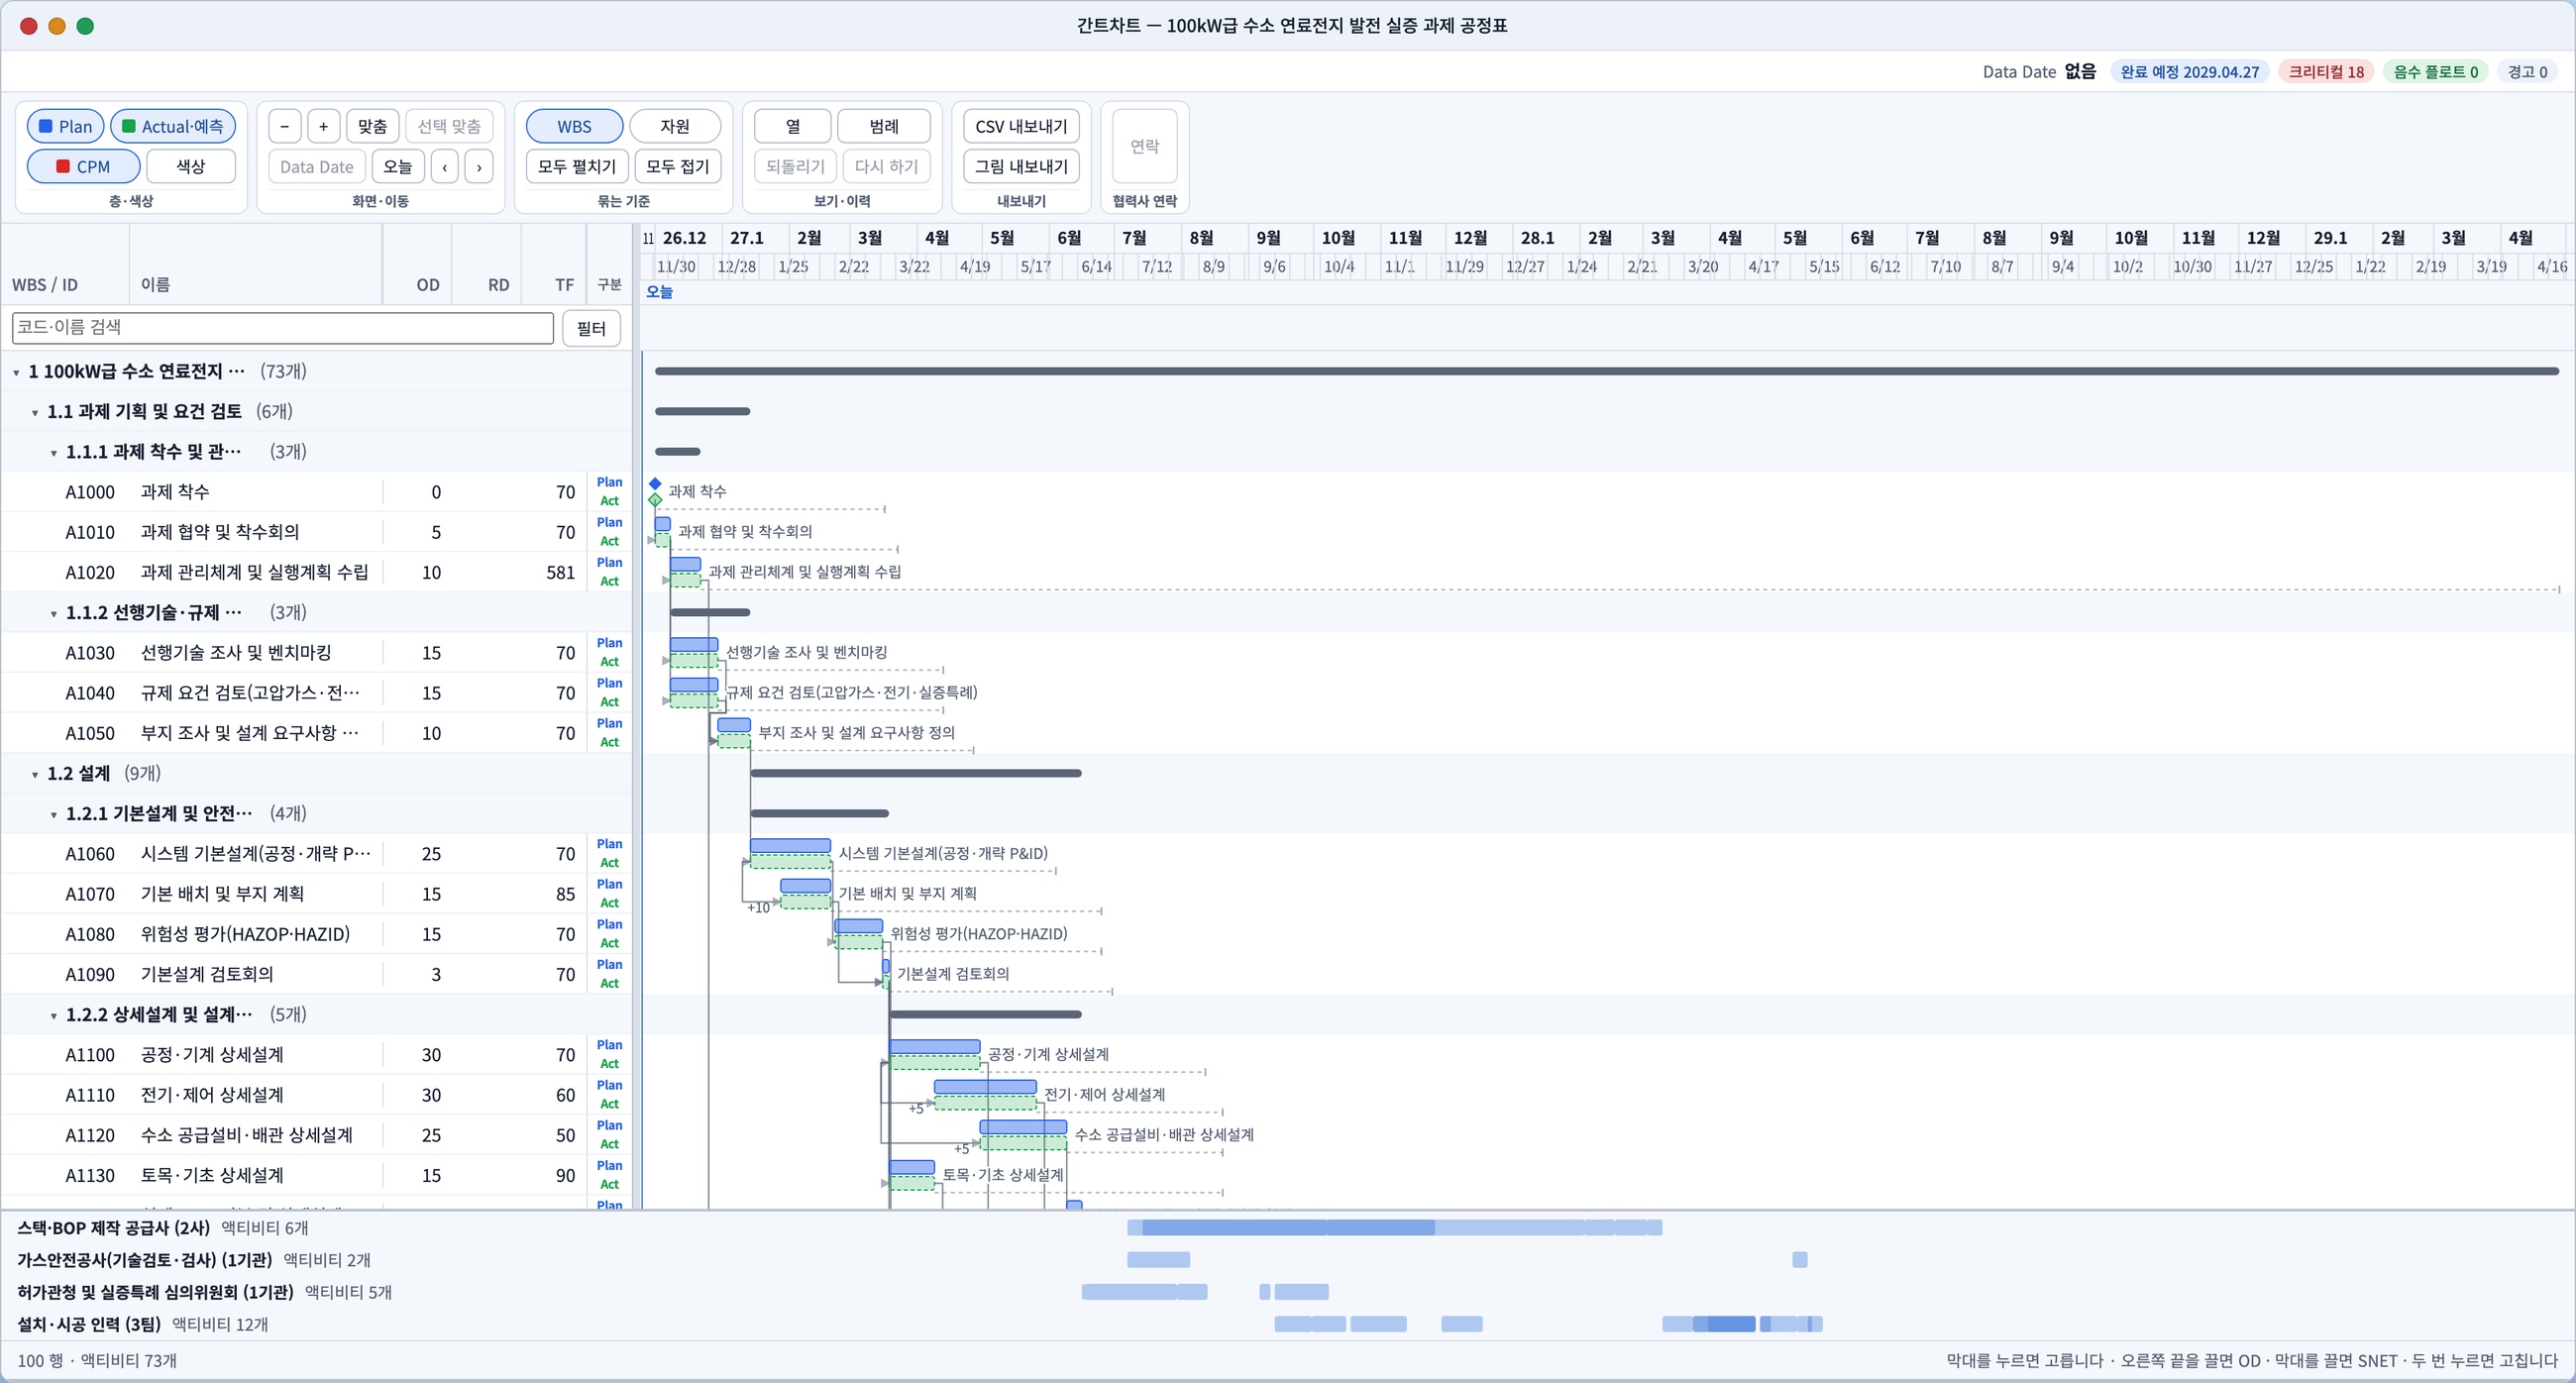 간트차트 — 100kW급 수소 연료전지 발전 실증 과제 공정표
Data Date 없음 완료 예정 2029.04.27 크리티컬 18 음수 플로트 0 경고 0
Plan Actual·예측 − + 맞춤 선택 맞춤 WBS 자원 열 범례 CSV 내보내기 연락
CPM 색상 Data Date 오늘 ‹ › 모두 펼치기 모두 접기 되돌리기 다시 하기 그림 내보내기
층·색상 화면·이동 묶는 기준 보기·이력 내보내기 협력사 연락
11 26.12 27.1 2월 3월 4월 5월 6월 7월 8월 9월 10월 11월 12월 28.1 2월 3월 4월 5월 6월 7월 8월 9월 10월 11월 12월 29.1 2월 3월 4월
11/30 12/28 1/25 2/22 3/22 4/19 5/17 6/14 7/12 8/9 9/6 10/4 11/1 11/29 12/27 1/24 2/21 3/20 4/17 5/15 6/12 7/10 8/7 9/4 10/2 10/30 11/27 12/25 1/22 2/19 3/19 4/16
WBS / ID 이름 OD RD TF 구분 오늘
코드·이름 검색 필터
1 100kW급 수소 연료전지 … (73개)
1.1 과제 기획 및 요건 검토 (6개)
1.1.1 과제 착수 및 관… (3개)
A1000 과제 착수 0 70 Plan Act 과제 착수
A1010 과제 협약 및 착수회의 5 70 Plan Act 과제 협약 및 착수회의
A1020 과제 관리체계 및 실행계획 수립 10 581 Plan Act 과제 관리체계 및 실행계획 수립
1.1.2 선행기술·규제 … (3개)
A1030 선행기술 조사 및 벤치마킹 15 70 Plan Act 선행기술 조사 및 벤치마킹
A1040 규제 요건 검토(고압가스·전… 15 70 Plan Act 규제 요건 검토(고압가스·전기·실증특례)
A1050 부지 조사 및 설계 요구사항 … 10 70 Plan Act 부지 조사 및 설계 요구사항 정의
1.2 설계 (9개)
1.2.1 기본설계 및 안전… (4개)
A1060 시스템 기본설계(공정·개략 P… 25 70 Plan Act 시스템 기본설계(공정·개략 P&ID)
A1070 기본 배치 및 부지 계획 15 85 Plan Act +10 기본 배치 및 부지 계획
A1080 위험성 평가(HAZOP·HAZID) 15 70 Plan Act 위험성 평가(HAZOP·HAZID)
A1090 기본설계 검토회의 3 70 Plan Act 기본설계 검토회의
1.2.2 상세설계 및 설계… (5개)
A1100 공정·기계 상세설계 30 70 Plan Act 공정·기계 상세설계
A1110 전기·제어 상세설계 30 60 Plan Act +5 전기·제어 상세설계
A1120 수소 공급설비·배관 상세설계 25 50 Plan Act +5 수소 공급설비·배관 상세설계
A1130 토목·기초 상세설계 15 90 Plan Act 토목·기초 상세설계
Plan
스택·BOP 제작 공급사 (2사) 액티비티 6개
가스안전공사(기술검토·검사) (1기관) 액티비티 2개
허가관청 및 실증특례 심의위원회 (1기관) 액티비티 5개
설치·시공 인력 (3팀) 액티비티 12개
100 행 · 액티비티 73개 막대를 누르면 고릅니다 · 오른쪽 끝을 끌면 OD · 막대를 끌면 SNET · 두 번 누르면 고칩니다